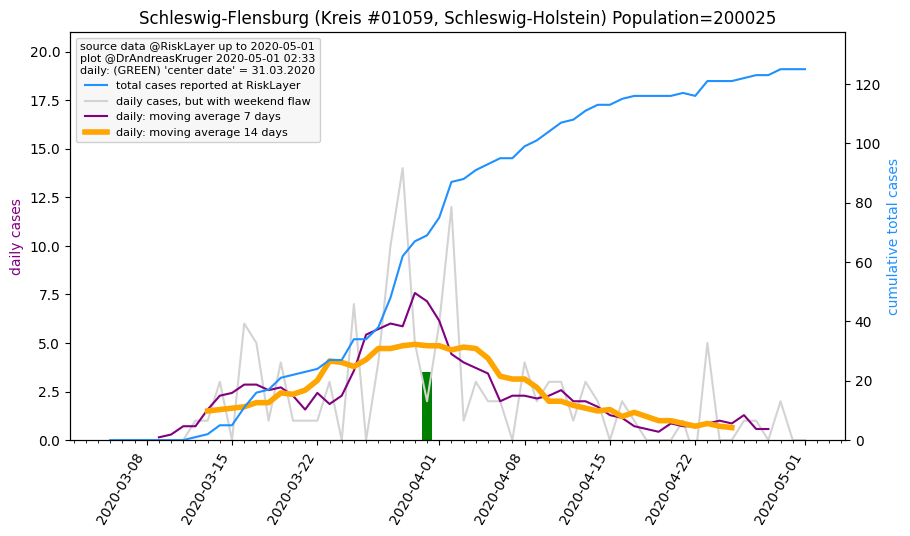 Schleswig-Flensburg (Kreis #01059, Schleswig-Holstein) Population=200025
source data @RiskLayer up to 2020-05-01
plot @DrAndreasKruger 2020-05-01 02:33
daily: (GREEN) 'center date' = 31.03.2020
total cases reported at RiskLayer
daily cases, but with weekend flaw
daily: moving average 7 days
daily: moving average 14 days
daily cases
20.0
17.5
15.0
12.5
10.0
7.5
5.0
2.5
0.0
120
100
80
60
40
20
0
cumulative total cases
2020-03-08
2020-03-15
2020-03-22
2020-04-01
2020-04-08
2020-04-15
2020-04-22
2020-05-01